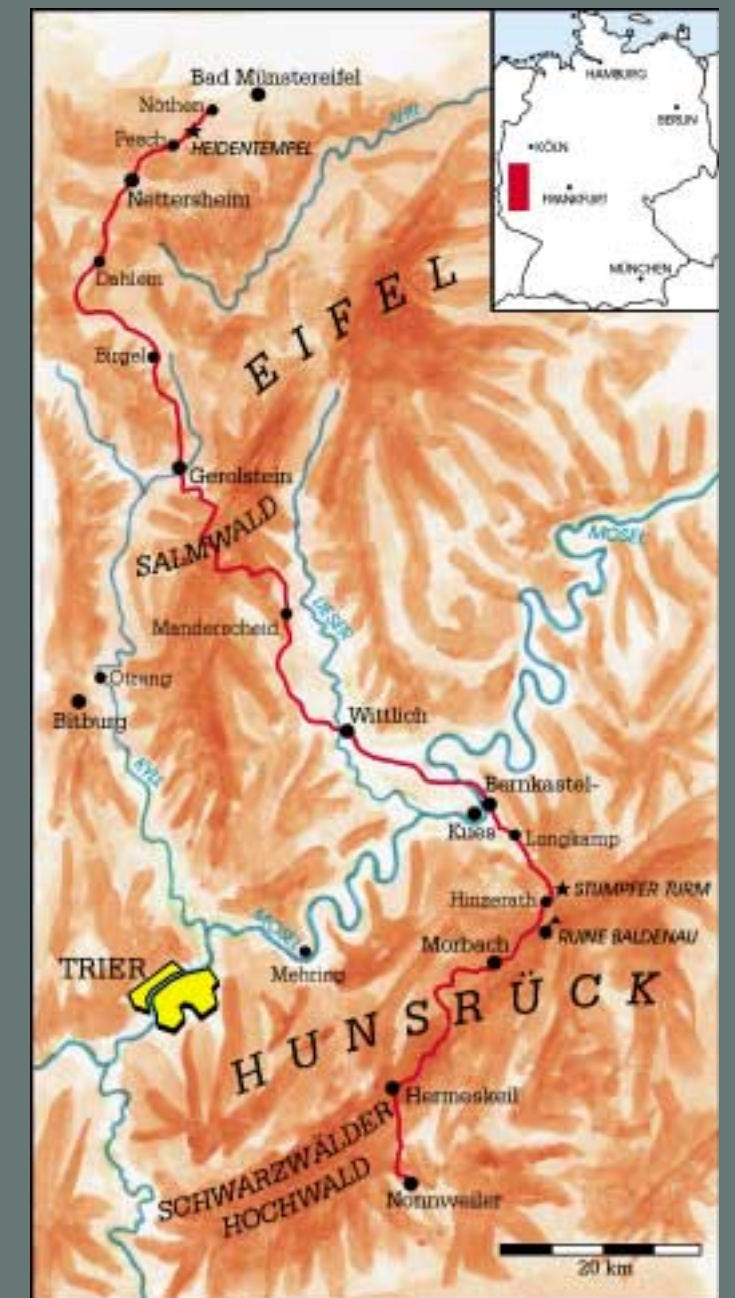 Bad Münstereifel
Nöthen
Pesch
HEIDENTEMPEL
Nettersheim
Dahlem
Birgel
Gerolstein
AHR
EIFEL
HAMBURG
BERLIN
KÖLN
FRANKFURT
MÜNCHEN
SALMWALD
Manderscheid
LIESER
MOSEL
Otrang
Bitburg
Wittlich
KYLL
Bernkastel-
Kues
Longkamp
STUMPFER TURM
Hinzerath
RUINE BALDENAU
Morbach
MOSEL
Mehring
TRIER
HUNSRÜCK
Hermeskeil
SCHWARZWÄLDER
HOCHWALD
Nonnweiler
20 km